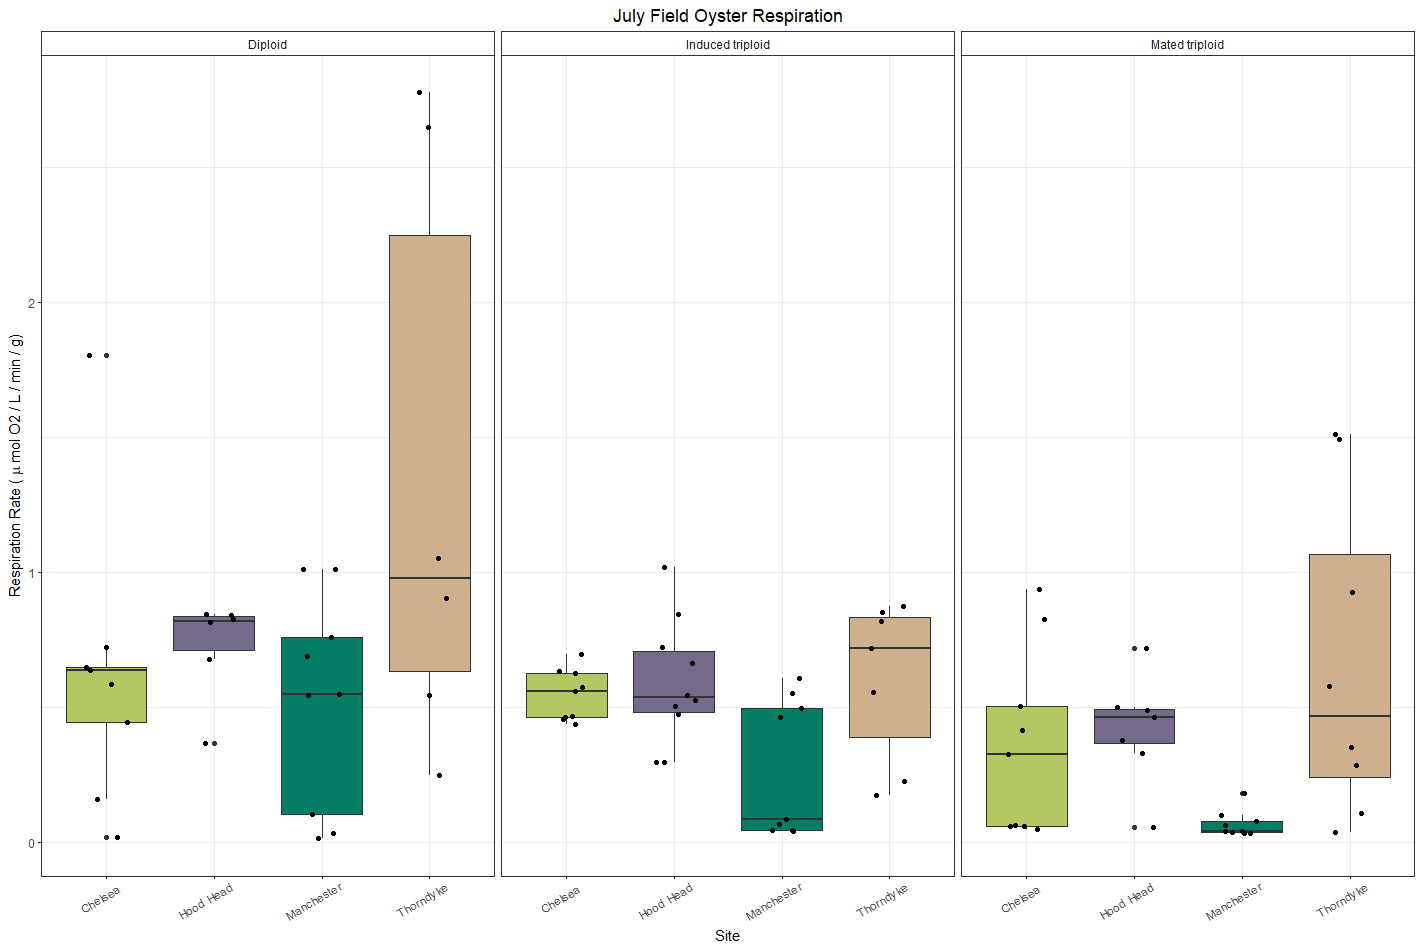 July Field Oyster Respiration
Diploid
Induced triploid
Mated triploid
Respiration Rate ( μ mol O2 / L / min / g)
2
1
0
Chelsea
Hood Head
Manchester
Thorndyke
Chelsea
Hood Head
Manchester
Thorndyke
Chelsea
Hood Head
Manchester
Thorndyke
Site